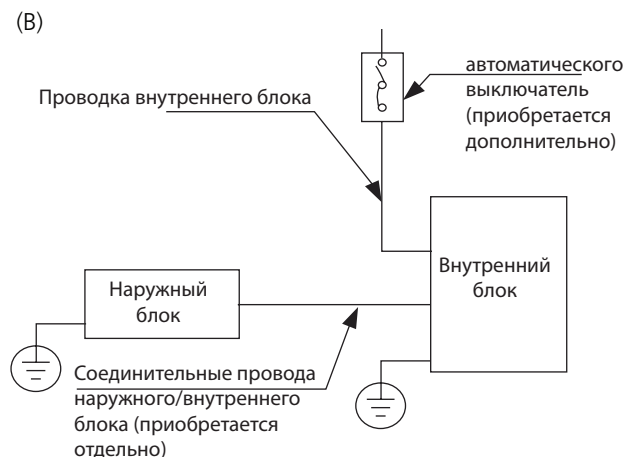 (B)
автоматического
выключатель
(приобретается
дополнительно)
Проводка внутреннего блока
Внутренний
блок
Наружный
блок
Соединительные провода
наружного/внутреннего
блока (приобретается
отдельно)